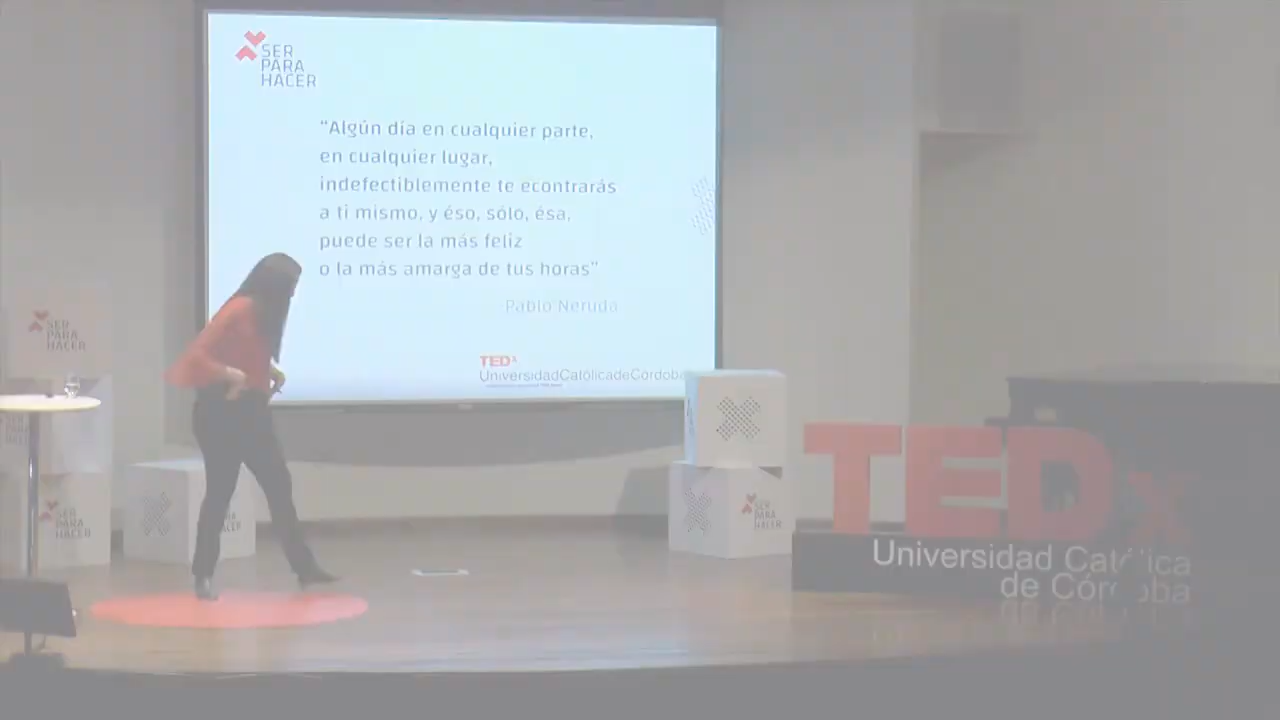 SER
PARA
HACER
“Algún día en cualquier parte,
en cualquier lugar,
indefectiblemente te econtrarás
a ti mismo, y éso, sólo, ésa,
puede ser la más feliz
o la más amarga de tus horas”
Pablo Neruda
TEDx
UniversidadCatólicadeCórdoba
SER
PARA
HACER
SER
PARA
HACER
SER
PARA
HACER
TEDx
Universidad Católica
de Córdoba